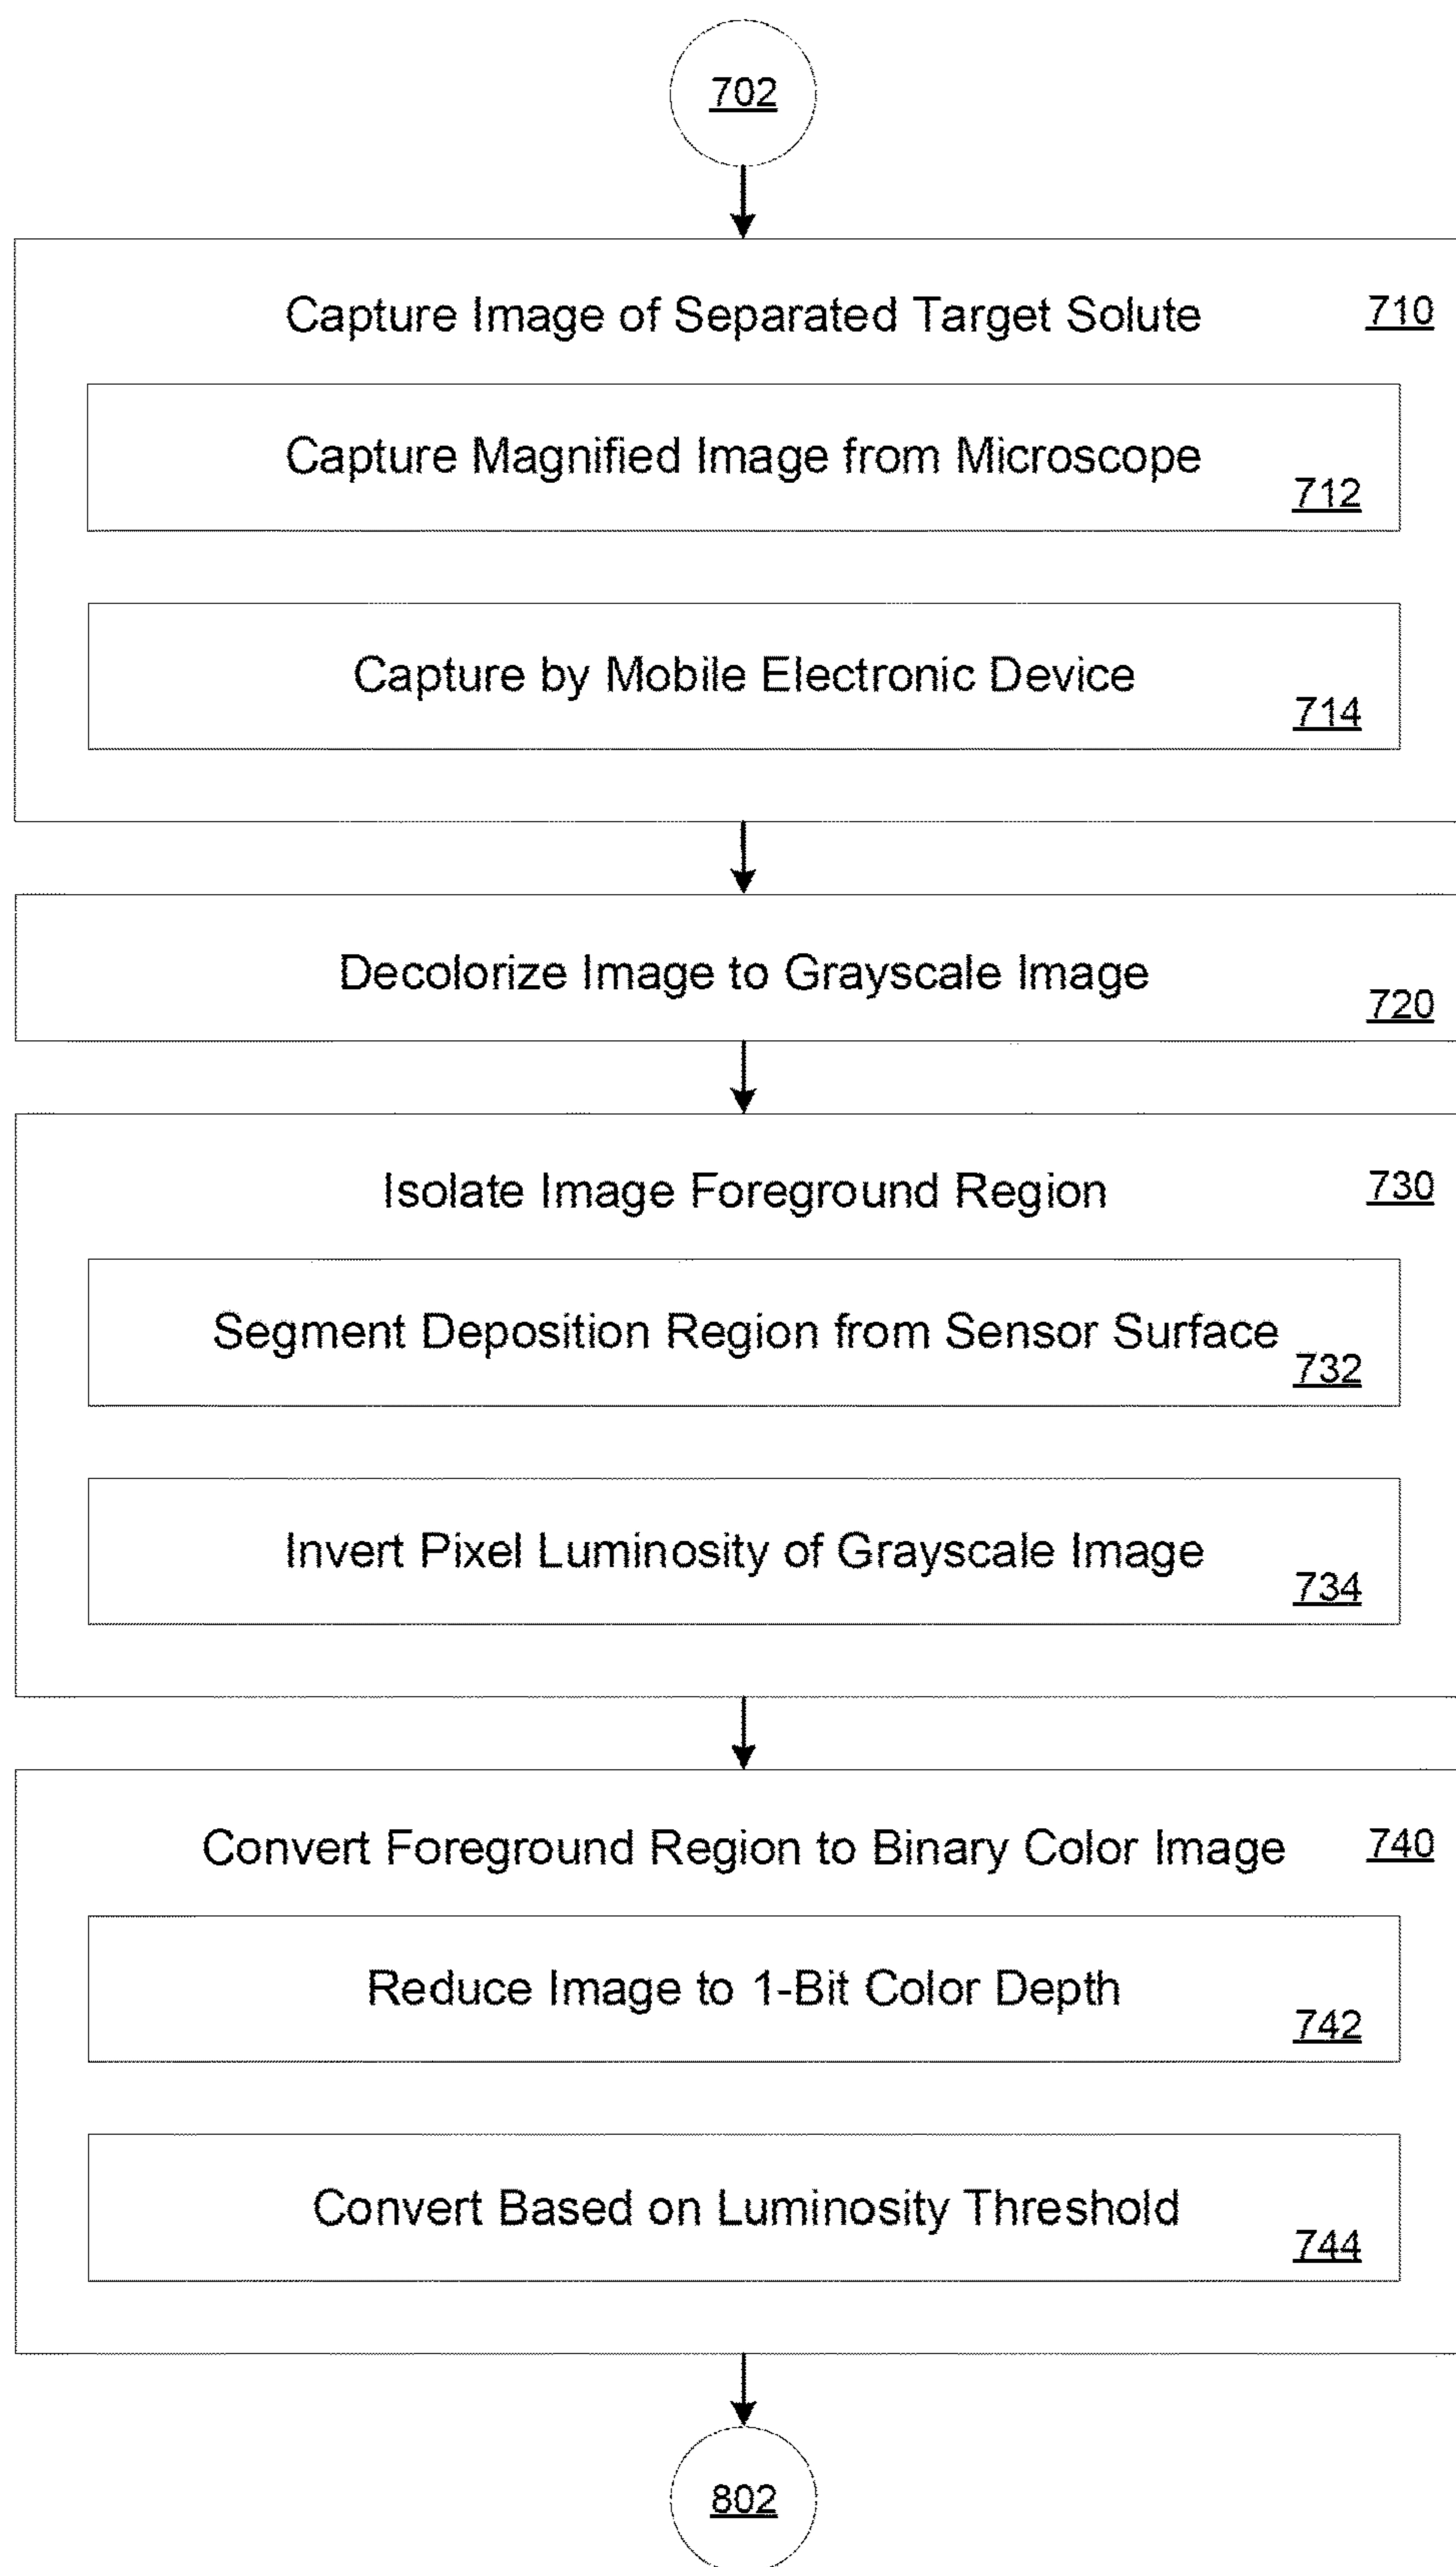 702
Capture Image of Separated Target Solute 710
Capture Magnified Image from Microscope
712
Capture by Mobile Electronic Device
714
Decolorize Image to Grayscale Image
720
Isolate Image Foreground Region 730
Segment Deposition Region from Sensor Surface
732
Invert Pixel Luminosity of Grayscale Image
734
Convert Foreground Region to Binary Color Image 740
Reduce Image to 1-Bit Color Depth
742
Convert Based on Luminosity Threshold
744
802